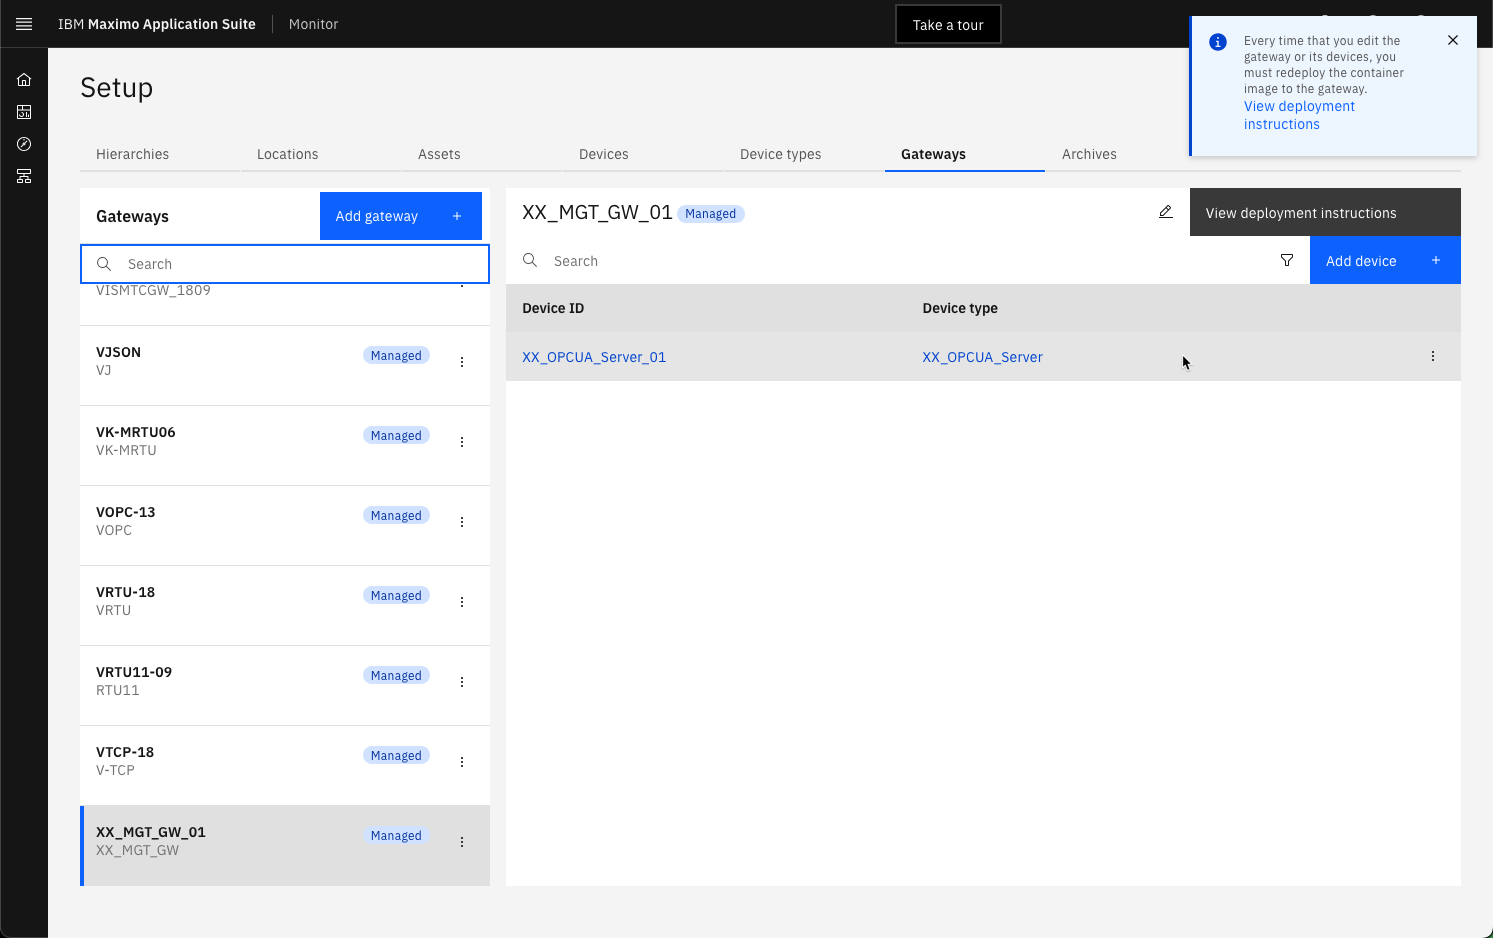 IBM Maximo Application Suite
Monitor
Take a tour
Every time that you edit the
gateway or its devices, you
must redeploy the container
image to the gateway.
View deployment
instructions
Setup
Hierarchies
Locations
Assets
Devices
Device types
Gateways
Archives
Gateways
Add gateway +
Search
VISMTCGW_1809
VJSON
Managed
VJ
VK-MRTU06
Managed
VK-MRTU
VOPC-13
Managed
VOPC
VRTU-18
Managed
VRTU
VRTU11-09
Managed
RTU11
VTCP-18
Managed
V-TCP
XX_MGT_GW_01
Managed
XX_MGT_GW
XX_MGT_GW_01
Managed
View deployment instructions
Search
Add device +
Device ID
Device type
XX_OPCUA_Server_01
XX_OPCUA_Server